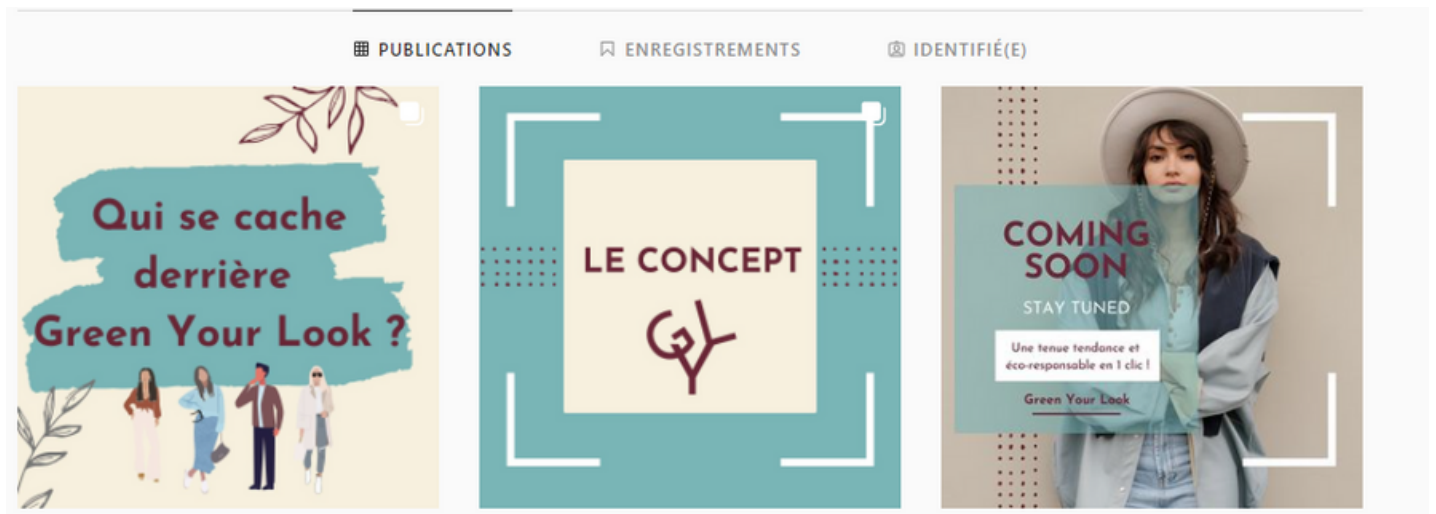 PUBLICATIONS
ENREGISTREMENTS
IDENTIFIÉ(E)
Qui se cache
derrière
Green Your Look ?
LE CONCEPT
GYL
COMING
SOON
STAY TUNED
Une tenue tendance et
éco-responsable en 1 clic !
Green Your Look